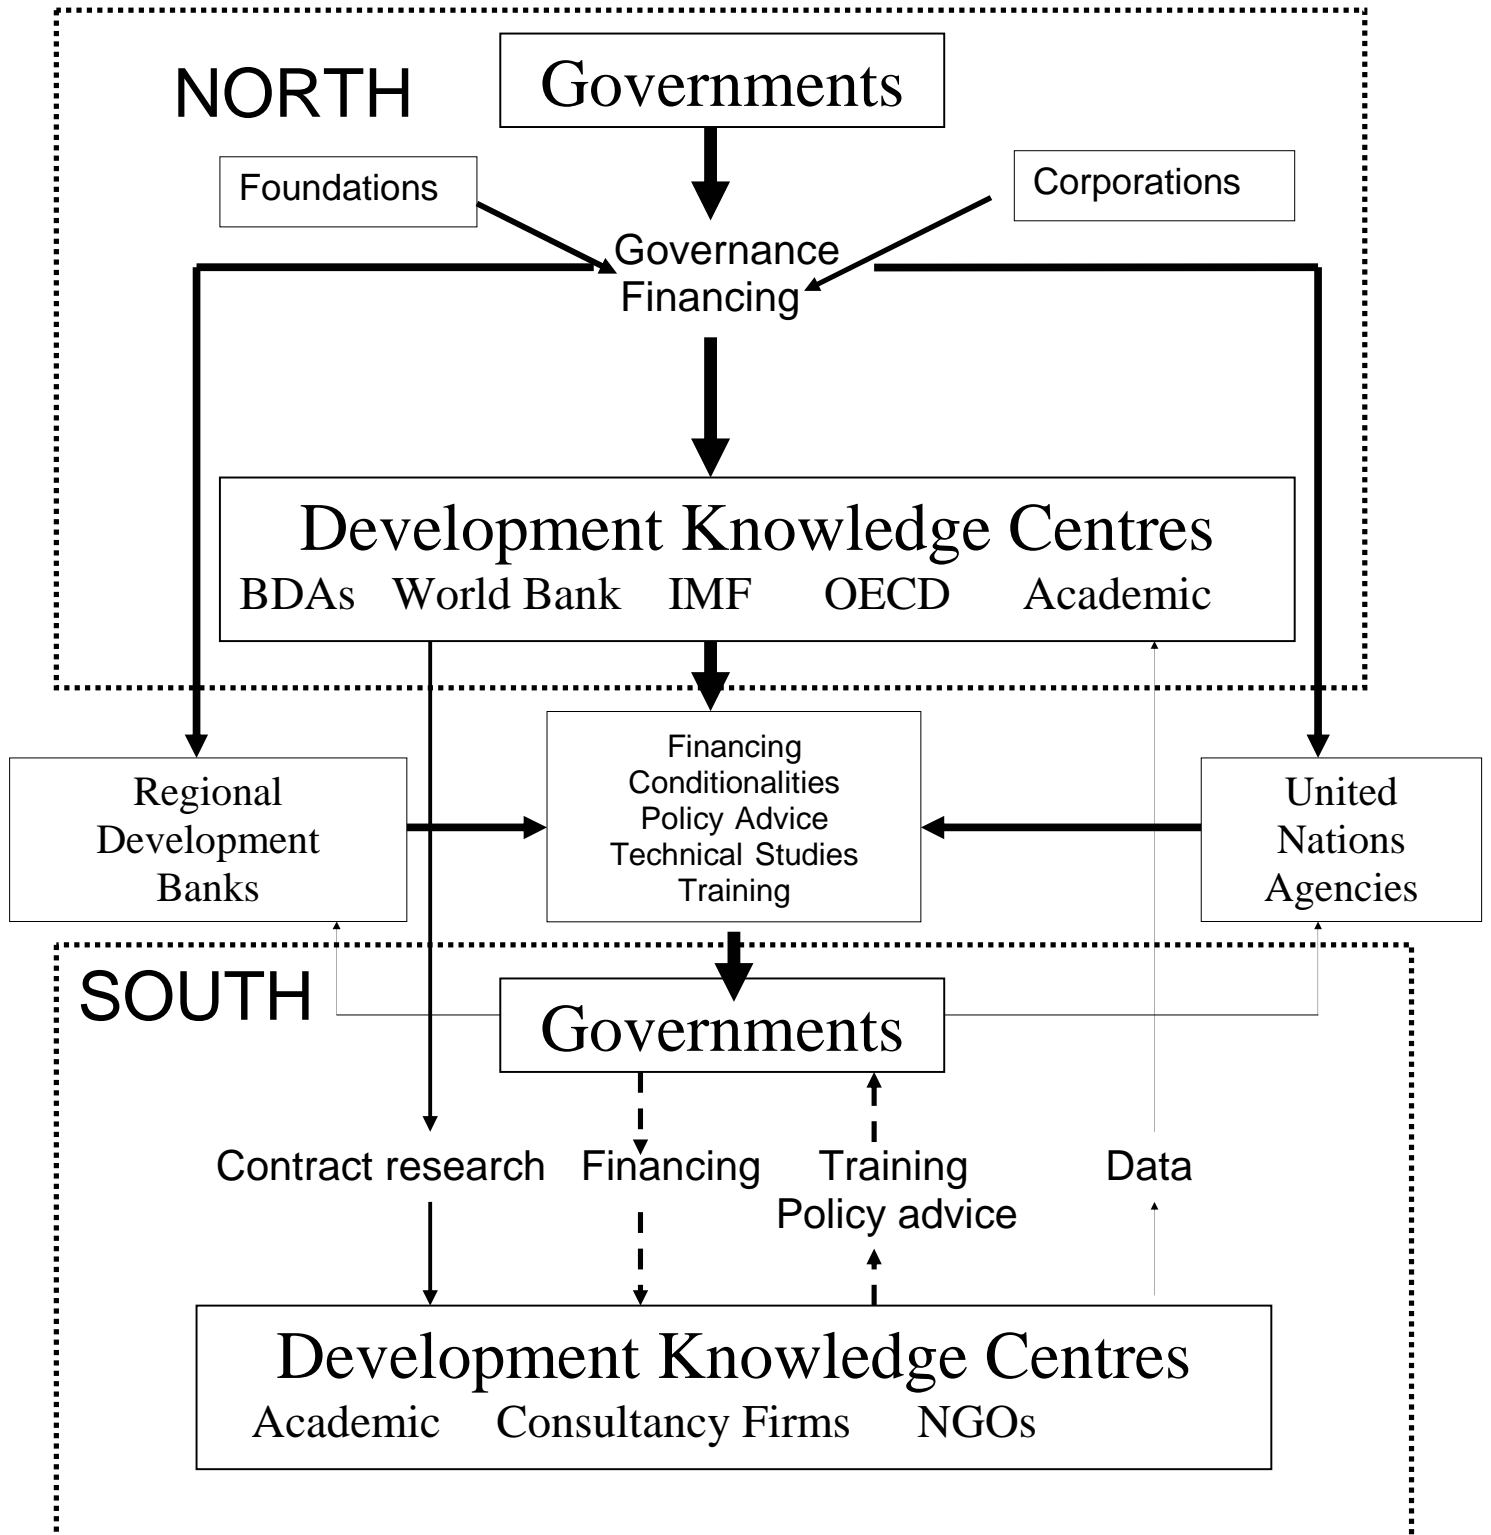 NORTH
Governments
Foundations
Corporations
Governance
Financing
Development Knowledge Centres
BDAs World Bank IMF OECD Academic
Regional
Development
Banks
Financing
Conditionalities
Policy Advice
Technical Studies
Training
United
Nations
Agencies
SOUTH
Governments
Contract research
Financing
Training
Policy advice
Data
Development Knowledge Centres
Academic Consultancy Firms NGOs